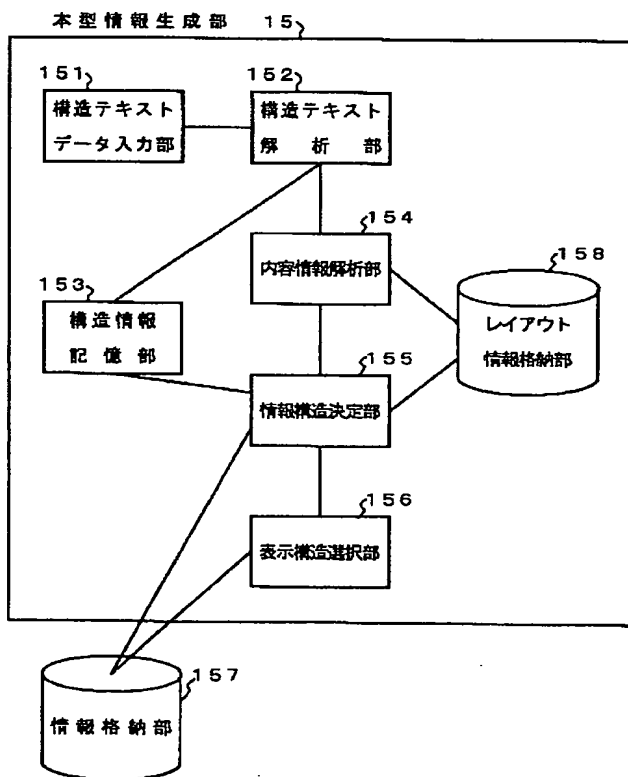 本型情報生成部 15
151
構造テキスト
データ入力部
152
構造テキスト
解析部
154
内容情報解析部
158
レイアウト
情報格納部
153
構造情報
記憶部
155
情報構造決定部
156
表示構造選択部
157
情報格納部